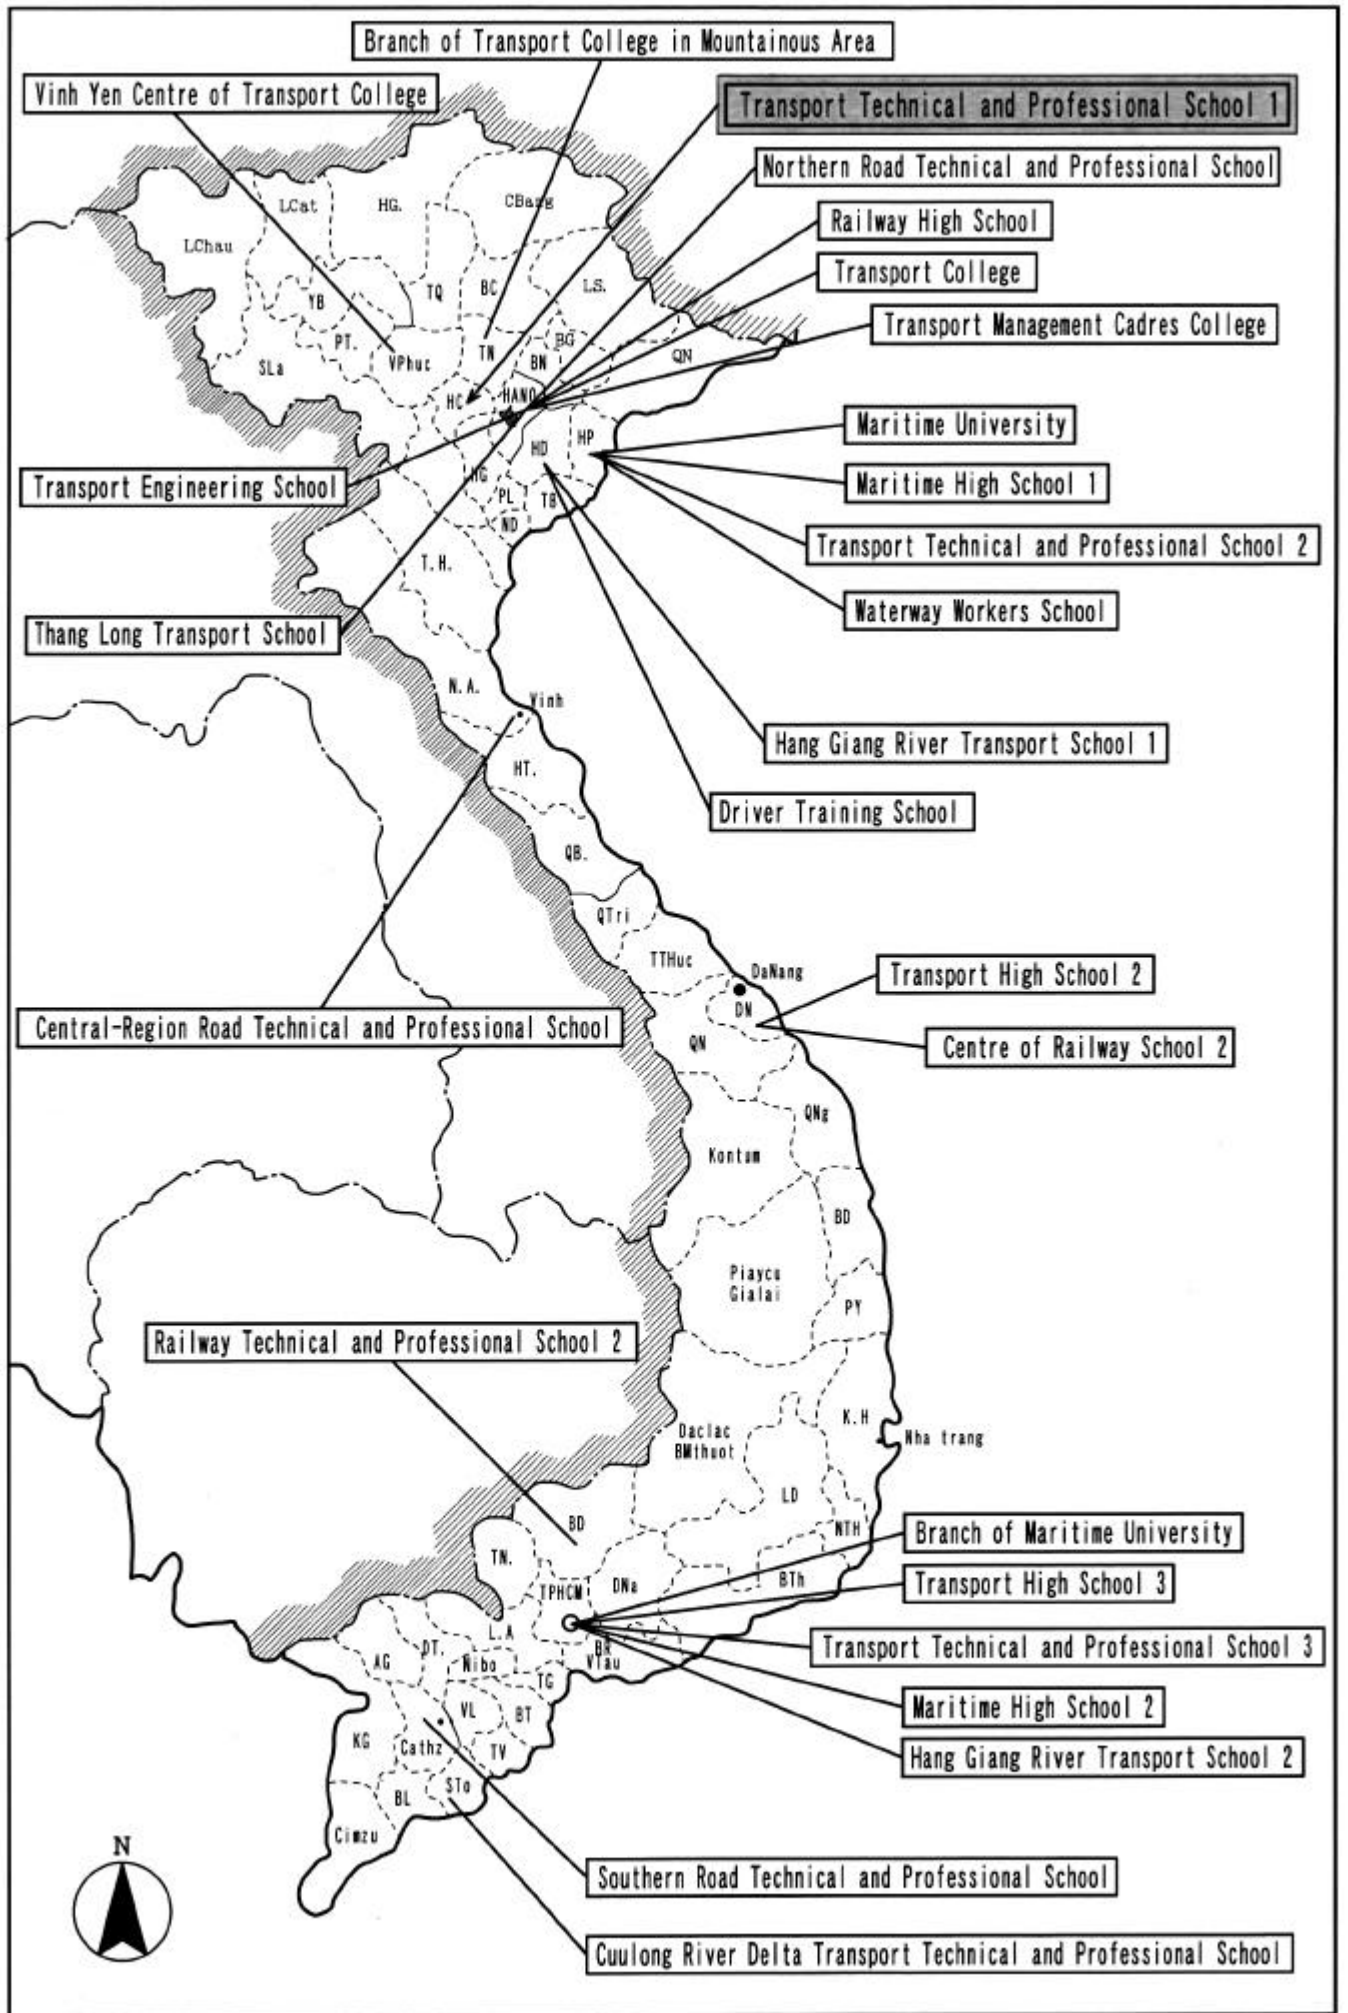 Branch of Transport College in Mountainous Area
Vinh Yen Centre of Transport College
Transport Technical and Professional School 1
Northern Road Technical and Professional School
LCat
HG.
CBang
Railway High School
LChau
Transport College
YB
TQ
BC
LS.
Transport Management Cadres College
PT.
SLa
VPhuc
TN
BG
BN
QN
HC
HANO
Maritime University
HD
HP
Transport Engineering School
HG
PL
TB
Maritime High School 1
ND
Transport Technical and Professional School 2
T.H.
Waterway Workers School
Thang Long Transport School
N.A.
Vinh
Hang Giang River Transport School 1
HT.
Driver Training School
QB.
QTri
TTHuc
DaNang
Transport High School 2
DN
Central-Region Road Technical and Professional School
QN
Centre of Railway School 2
QNg
Kontum
BD
Piaycu
Gialai
PY
Railway Technical and Professional School 2
K.H
Daclac
BMthuot
Nha trang
LD
BD
NTH
Branch of Maritime University
TN.
TPHCM
DNa
BTh
Transport High School 3
L.A
DT.
BR
Transport Technical and Professional School 3
AG
Nibo
VTau
TG
VL
BT
Maritime High School 2
KG
Cathz
TV
Hang Giang River Transport School 2
BL
STo
Cimzu
N
Southern Road Technical and Professional School
Cuulong River Delta Transport Technical and Professional School